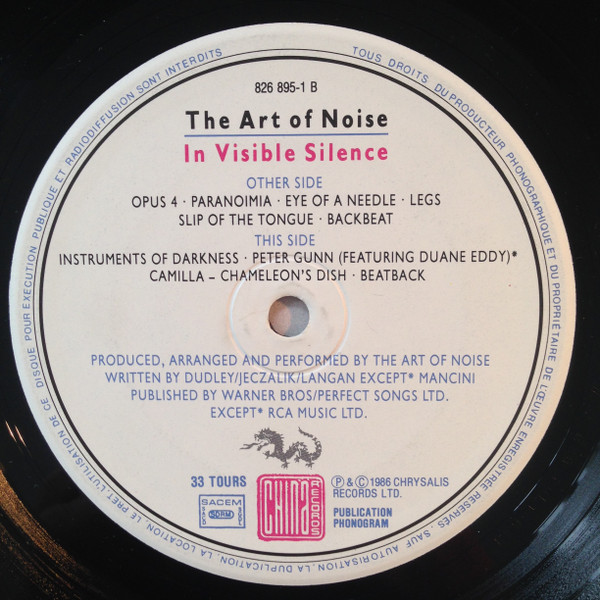 TOUS DROITS DU PRODUCTEUR PHONOGRAPHIQUE ET DU PROPRIÉTAIRE DE L'ŒUVRE ENREGISTRÉE RÉSERVÉS. SAUF AUTORISATION, LA DUPLICATION, LA LOCATION, LE PRET, L'UTILISATION DE CE DISQUE POUR EXECUTION PUBLIQUE ET RADIODIFFUSION SONT INTERDITS
826 895-1 B
The Art of Noise
In Visible Silence
OTHER SIDE
OPUS 4 · PARANOIMIA · EYE OF A NEEDLE · LEGS
SLIP OF THE TONGUE · BACKBEAT
THIS SIDE
INSTRUMENTS OF DARKNESS · PETER GUNN (FEATURING DUANE EDDY)*
CAMILLA – CHAMELEON'S DISH · BEATBACK
PRODUCED, ARRANGED AND PERFORMED BY THE ART OF NOISE
WRITTEN BY DUDLEY/JECZALIK/LANGAN EXCEPT* MANCINI
PUBLISHED BY WARNER BROS/PERFECT SONGS LTD.
EXCEPT* RCA MUSIC LTD.
33 TOURS
SACEM
SDRM
China
RECORDS
Ⓟ & © 1986 CHRYSALIS
RECORDS LTD.
PUBLICATION
PHONOGRAM